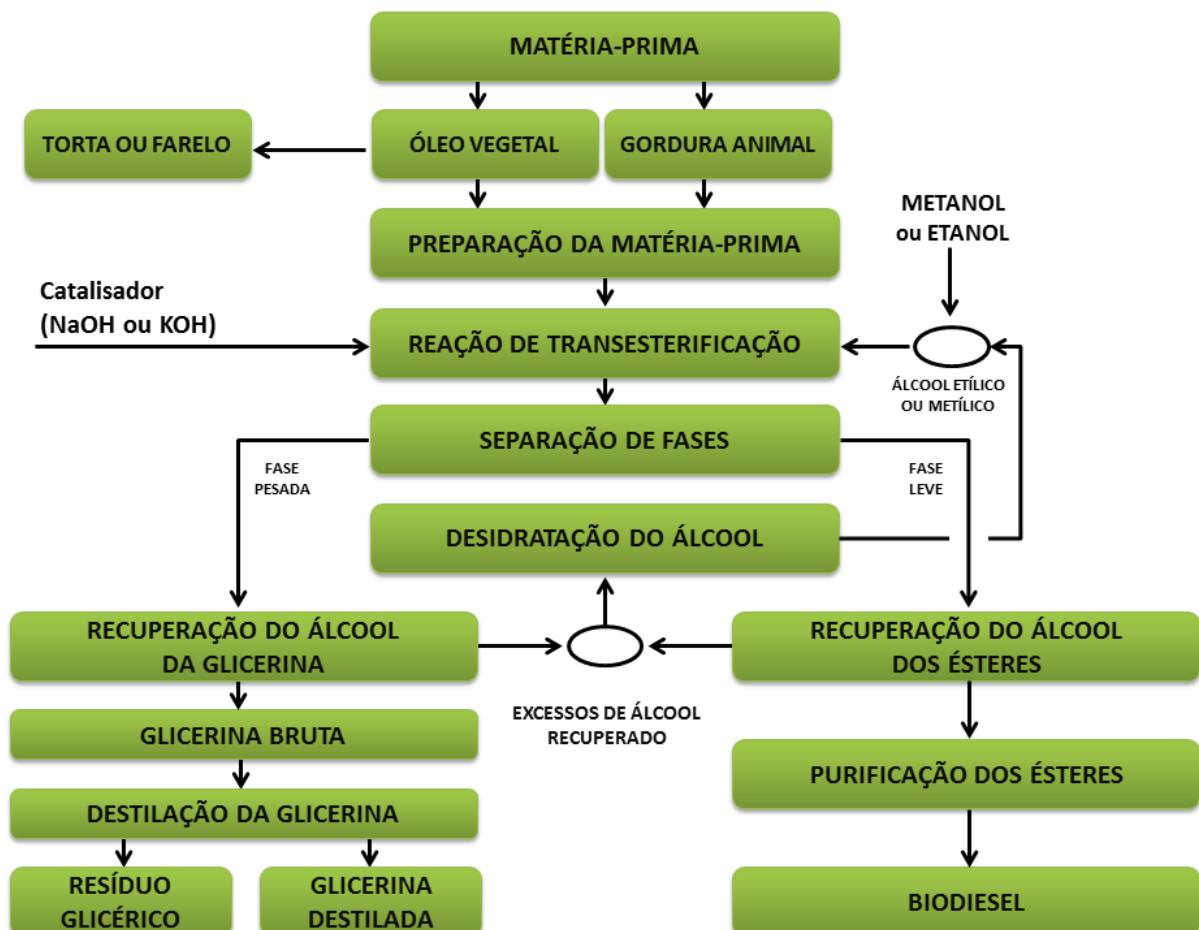 MATÉRIA-PRIMA
TORTA OU FARELO
ÓLEO VEGETAL
GORDURA ANIMAL
METANOL
ou ETANOL
PREPARAÇÃO DA MATÉRIA-PRIMA
Catalisador
(NaOH ou KOH)
REAÇÃO DE TRANSESTERIFICAÇÃO
ÁLCOOL ETÍLICO
OU METÍLICO
SEPARAÇÃO DE FASES
FASE
PESADA
FASE
LEVE
DESIDRATAÇÃO DO ÁLCOOL
RECUPERAÇÃO DO ÁLCOOL
DA GLICERINA
RECUPERAÇÃO DO ÁLCOOL
DOS ÉSTERES
EXCESSOS DE ÁLCOOL
RECUPERADO
GLICERINA BRUTA
PURIFICAÇÃO DOS ÉSTERES
DESTILAÇÃO DA GLICERINA
RESÍDUO
GLICÉRICO
GLICERINA
DESTILADA
BIODIESEL